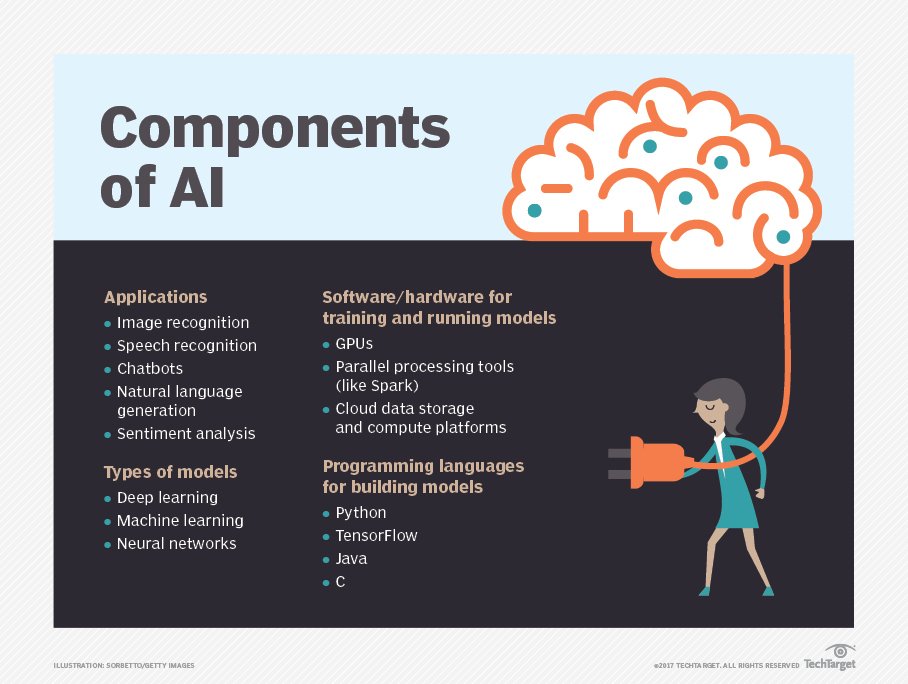 Components
of AI
Applications
Image recognition
Speech recognition
Chatbots
Natural language
generation
Sentiment analysis
Types of models
Deep learning
Machine learning
Neural networks
Software/hardware for
training and running models
GPUs
Parallel processing tools
(like Spark)
Cloud data storage
and compute platforms
Programming languages
for building models
Python
TensorFlow
Java
C
ILLUSTRATION: SORBETTO/GETTY IMAGES
©2017 TECHTARGET. ALL RIGHTS RESERVED TechTarget